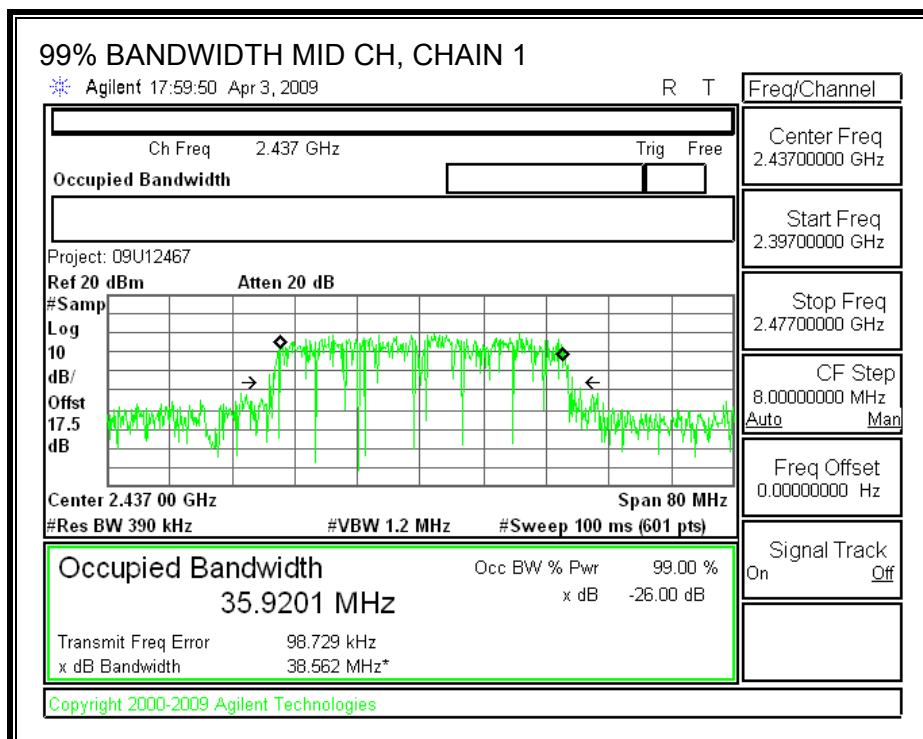 99% BANDWIDTH MID CH, CHAIN 1
Agilent 17:59:50 Apr 3, 2009 R T
Freq/Channel
Ch Freq 2.437 GHz Trig Free
Occupied Bandwidth
Center Freq
2.43700000 GHz
Start Freq
2.39700000 GHz
Stop Freq
2.47700000 GHz
CF Step
8.00000000 MHz
Auto Man
Freq Offset
0.00000000 Hz
Signal Track
On Off
Project: 09U12467
Ref 20 dBm Atten 20 dB
#Samp
Log
10
dB/
Offst
17.5
dB
Center 2.437 00 GHz Span 80 MHz
#Res BW 390 kHz #VBW 1.2 MHz #Sweep 100 ms (601 pts)
Occupied Bandwidth Occ BW % Pwr 99.00 %
35.9201 MHz x dB -26.00 dB
Transmit Freq Error 98.729 kHz
x dB Bandwidth 38.562 MHz*
Copyright 2000-2009 Agilent Technologies